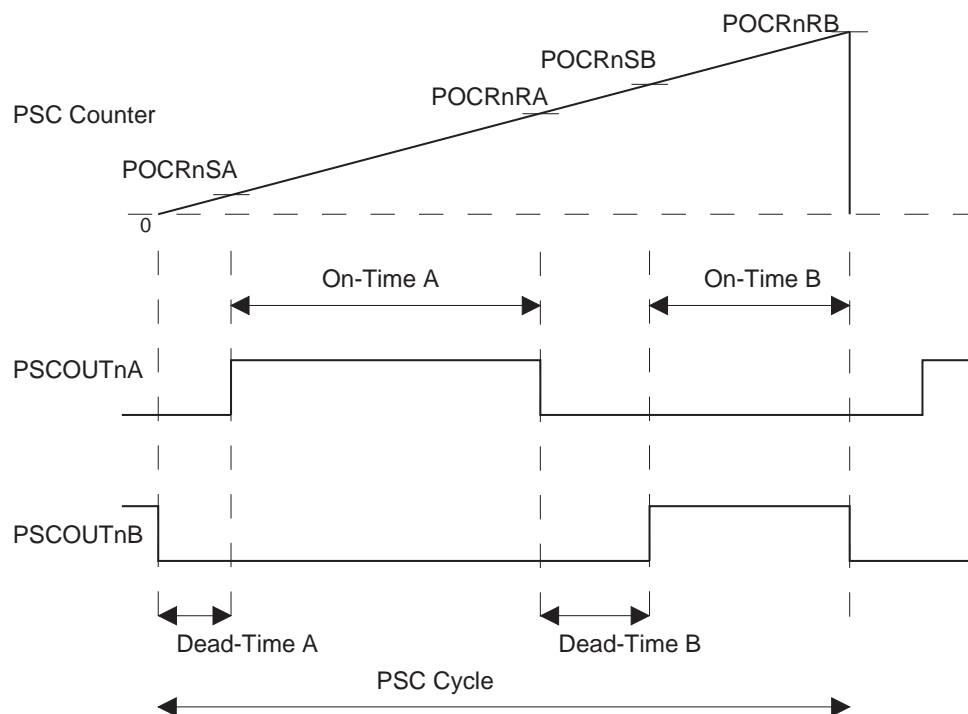 POCRnRB
POCRnSB
POCRnRA
PSC Counter
POCRnSA
0
On-Time A
On-Time B
PSCOUTnA
PSCOUTnB
Dead-Time A
Dead-Time B
PSC Cycle